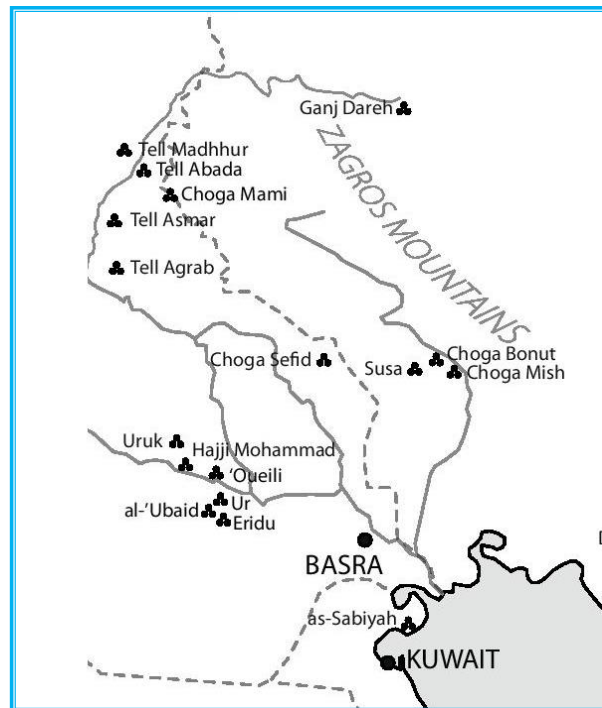 Ganj Dareh
ZAGROS MOUNTAINS
Tell Madhhur
Tell Abada
Choga Mami
Tell Asmar
Tell Agrab
Choga Sefid
Susa
Choga Bonut
Choga Mish
Uruk
Hajji Mohammad
‘Oueili
Ur
al-‘Ubaid
Eridu
BASRA
as-Sabiyah
KUWAIT